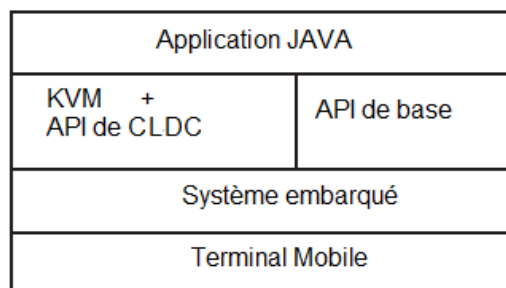 Application JAVA
KVM +
API de CLDC
API de base
Système embarqué
Terminal Mobile